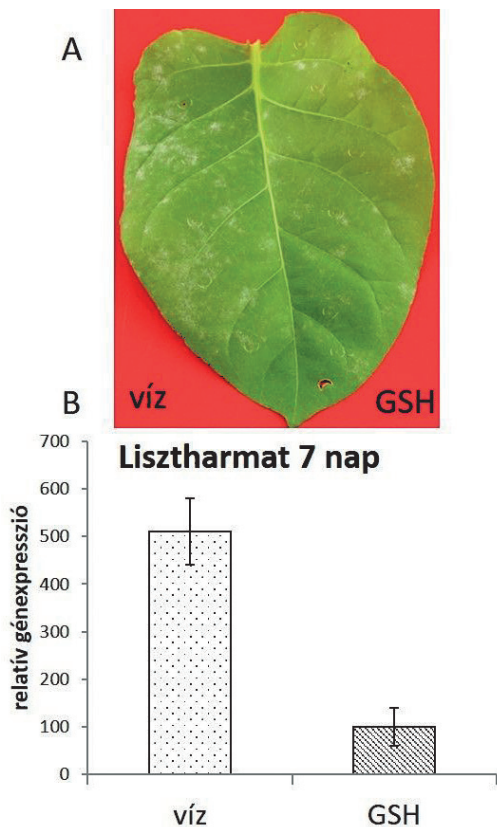 A
víz GSH
B
Lisztharmat 7 nap
relatív génexpresszió
700
600
500
400
300
200
100
0
víz GSH